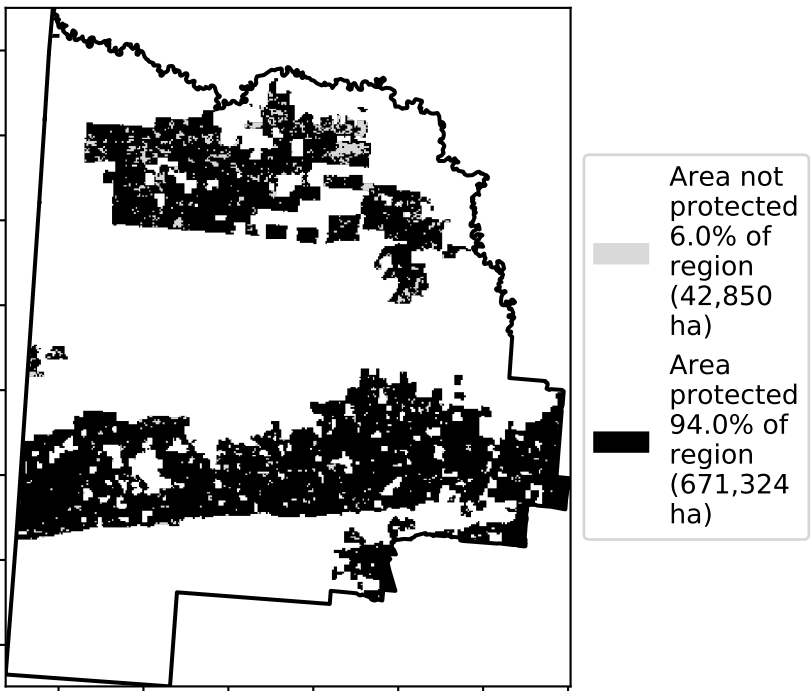 Area not
protected
6.0% of
region
(42,850
ha)
Area
protected
94.0% of
region
(671,324
ha)